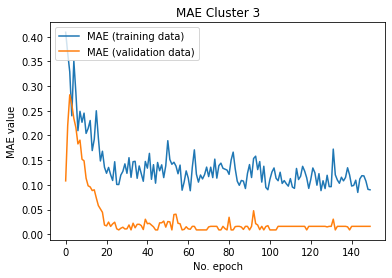 MAE Cluster 3
MAE (training data)
MAE (validation data)
MAE value
0.40
0.35
0.30
0.25
0.20
0.15
0.10
0.05
0.00
0 20 40 60 80 100 120 140
No. epoch